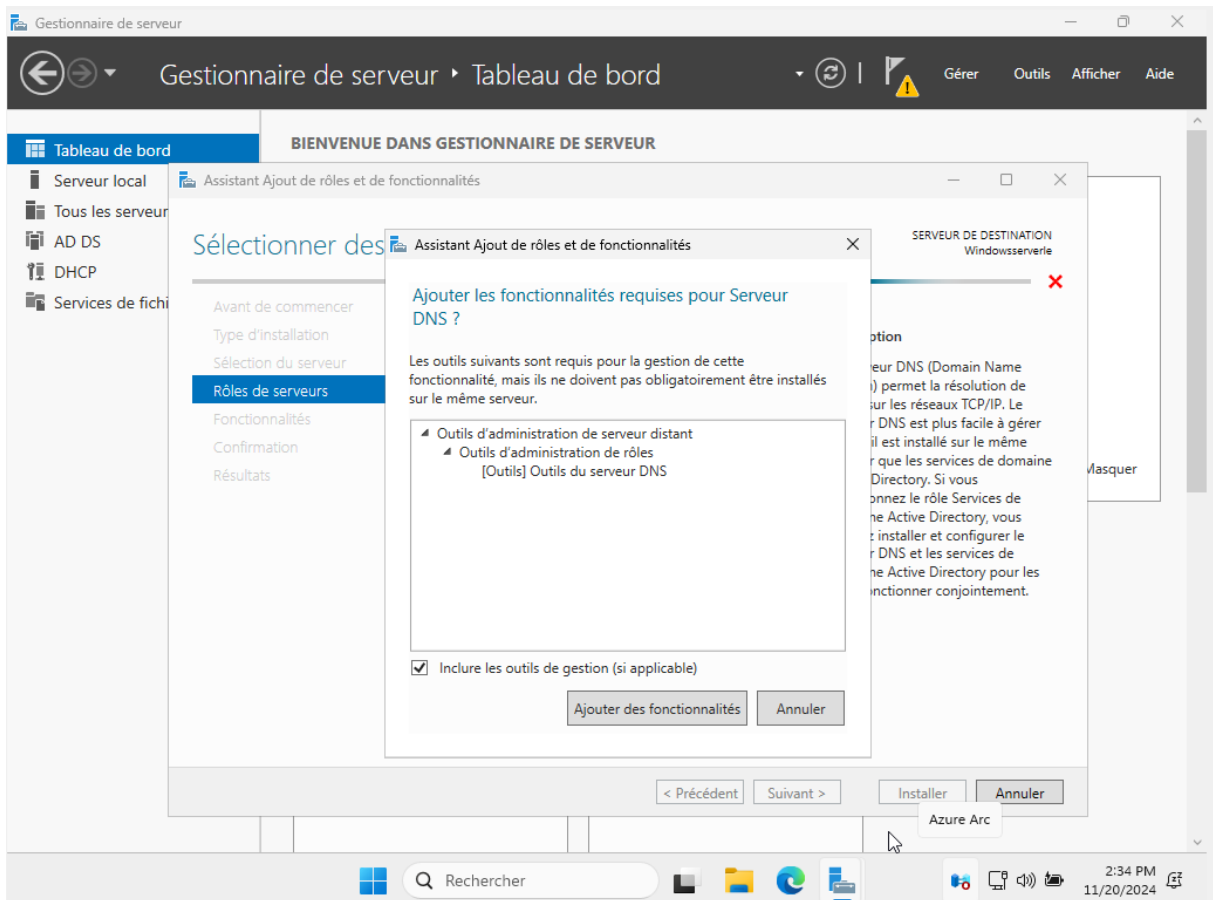 Gestionnaire de serveur
Gestionnaire de serveur • Tableau de bord
Gérer Outils Afficher Aide
BIENVENUE DANS GESTIONNAIRE DE SERVEUR
Tableau de bord
Serveur local
Tous les serveur
AD DS
DHCP
Services de fichi
Assistant Ajout de rôles et de fonctionnalités
Sélectionner des
SERVEUR DE DESTINATION
Windowsserverle
Avant de commencer
Type d'installation
Sélection du serveur
Rôles de serveurs
Fonctionnalités
Confirmation
Résultats
Assistant Ajout de rôles et de fonctionnalités
Ajouter les fonctionnalités requises pour Serveur
DNS ?
Les outils suivants sont requis pour la gestion de cette
fonctionnalité, mais ils ne doivent pas obligatoirement être installés
sur le même serveur.
Outils d'administration de serveur distant
Outils d'administration de rôles
[Outils] Outils du serveur DNS
Inclure les outils de gestion (si applicable)
Ajouter des fonctionnalités Annuler
ption
eur DNS (Domain Name
) permet la résolution de
sur les réseaux TCP/IP. Le
r DNS est plus facile à gérer
il est installé sur le même
r que les services de domaine
Directory. Si vous
onnez le rôle Services de
ne Active Directory, vous
z installer et configurer le
r DNS et les services de
ne Active Directory pour les
onctionner conjointement.
Masquer
< Précédent Suivant > Installer Annuler
Azure Arc
Rechercher
2:34 PM
11/20/2024